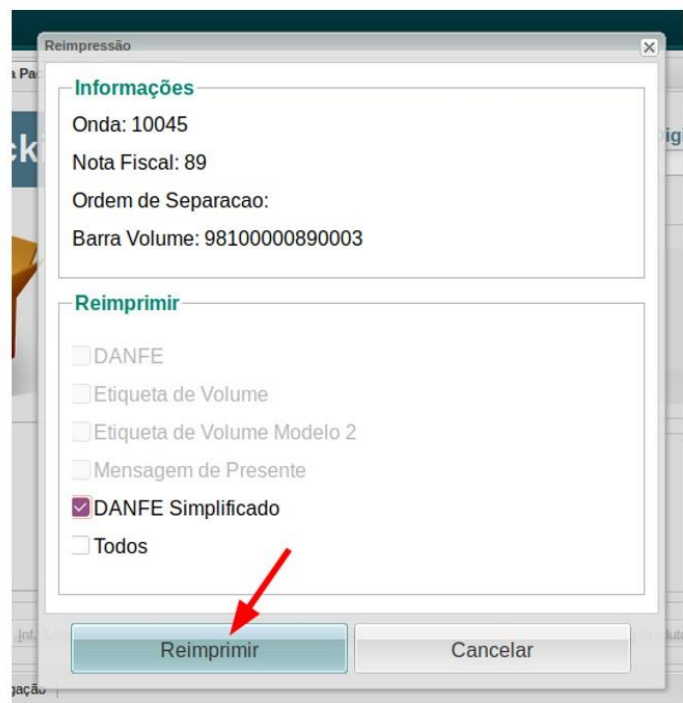 Reimpressão
Informações
Onda: 10045
Nota Fiscal: 89
Ordem de Separacao:
Barra Volume: 98100000890003
Reimprimir
DANFE
Etiqueta de Volume
Etiqueta de Volume Modelo 2
Mensagem de Presente
DANFE Simplificado
Todos
Reimprimir
Cancelar